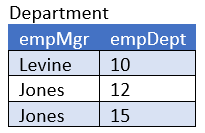 Department
empMgr empDept
Levine 10
Jones 12
Jones 15